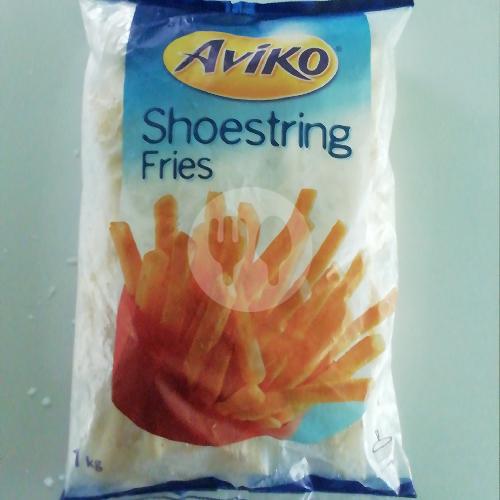 AVIKO
Shoestring
Fries
1 kg